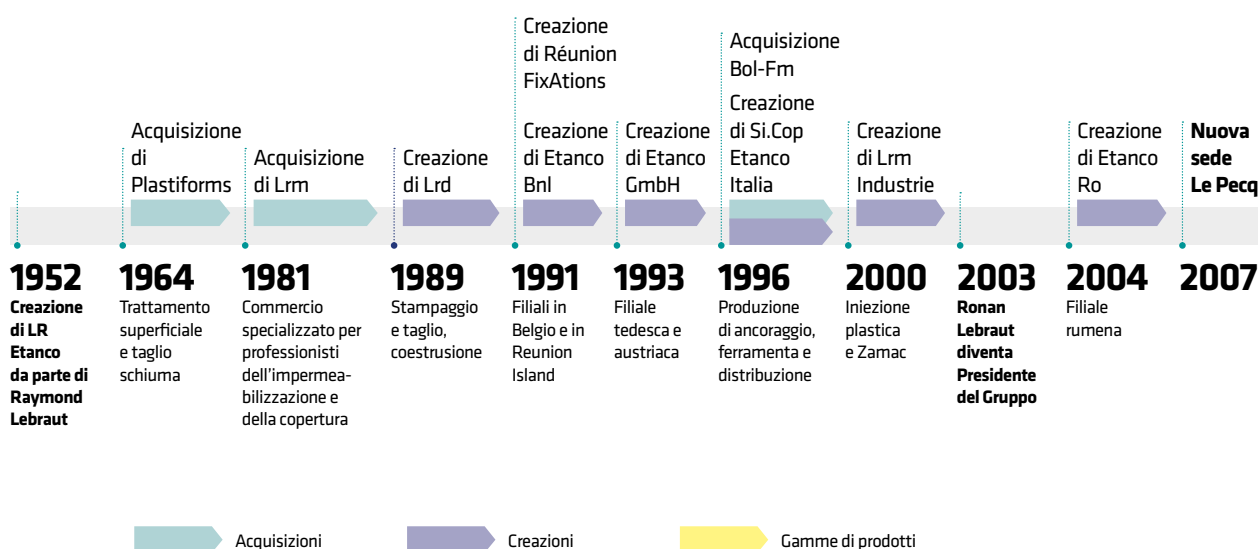 Creazione
di Réunion
FixAtions
Acquisizione
Bol-Fm
Acquisizione
di
Plastiforms
Acquisizione
di Lrm
Creazione
di Lrd
Creazione
di Etanco
Bnl
Creazione
di Etanco
GmbH
Creazione
di Si.Cop
Etanco
Italia
Creazione
di Lrm
Industrie
Creazione
di Etanco
Ro
Nuova
sede
Le Pecq
1952
Creazione
di LR
Etanco
da parte di
Raymond
Lebraut
1964
Trattamento
superficiale
e taglio
schiuma
1981
Commercio
specializzato per
professionisti
dell'impermea-
bilizzazione e
della copertura
1989
Stampaggio
e taglio,
coestrusione
1991
Filiali in
Belgio e in
Reunion
Island
1993
Filiale
tedesca e
austriaca
1996
Produzione
di ancoraggio,
ferramenta e
distribuzione
2000
Iniezione
plastica
e Zamac
2003
Ronan
Lebraut
diventa
Presidente
del Gruppo
2004
Filiale
rumena
2007
Acquisizioni
Creazioni
Gamme di prodotti